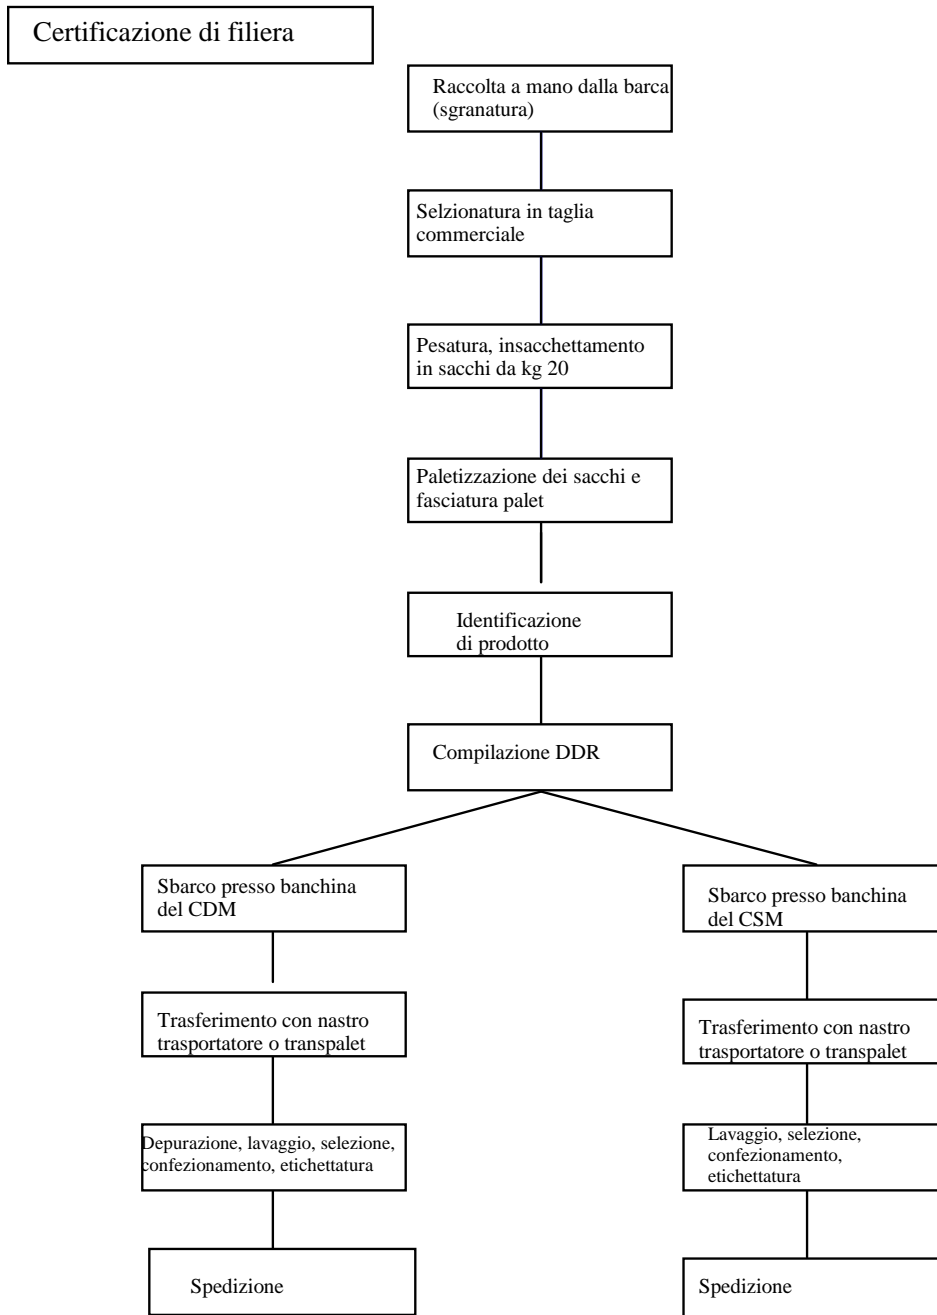 Certificazione di filiera
Raccolta a mano dalla barca
(sgranatura)
Selzionatura in taglia
commerciale
Pesatura, insacchettamento
in sacchi da kg 20
Paletizzazione dei sacchi e
fasciatura palet
Identificazione
di prodotto
Compilazione DDR
Sbarco presso banchina
del CDM
Trasferimento con nastro
trasportatore o transpalet
Depurazione, lavaggio, selezione,
confezionamento, etichettatura
Spedizione
Sbarco presso banchina
del CSM
Trasferimento con nastro
trasportatore o transpalet
Lavaggio, selezione,
confezionamento,
etichettatura
Spedizione